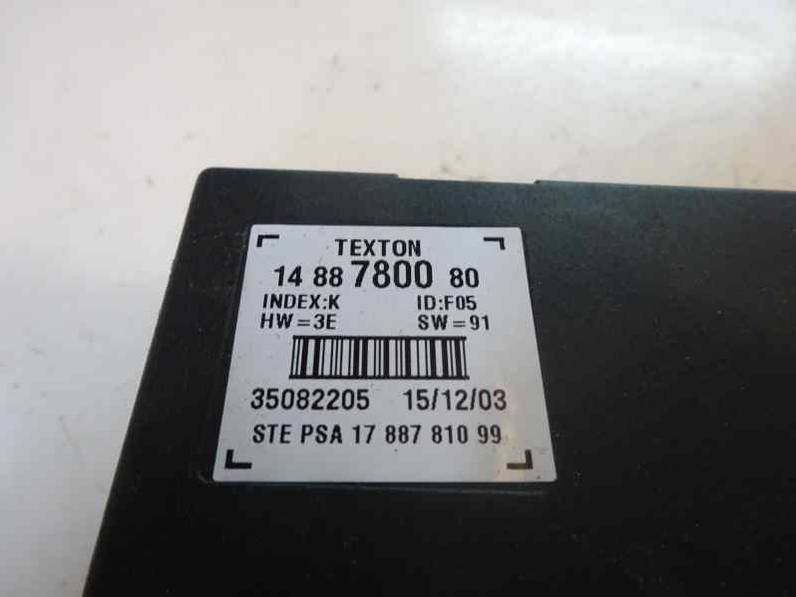 TEXTON
14 88 7800 80
INDEX:K ID:F05
HW=3E SW=91
35082205 15/12/03
STE PSA 17 887 810 99